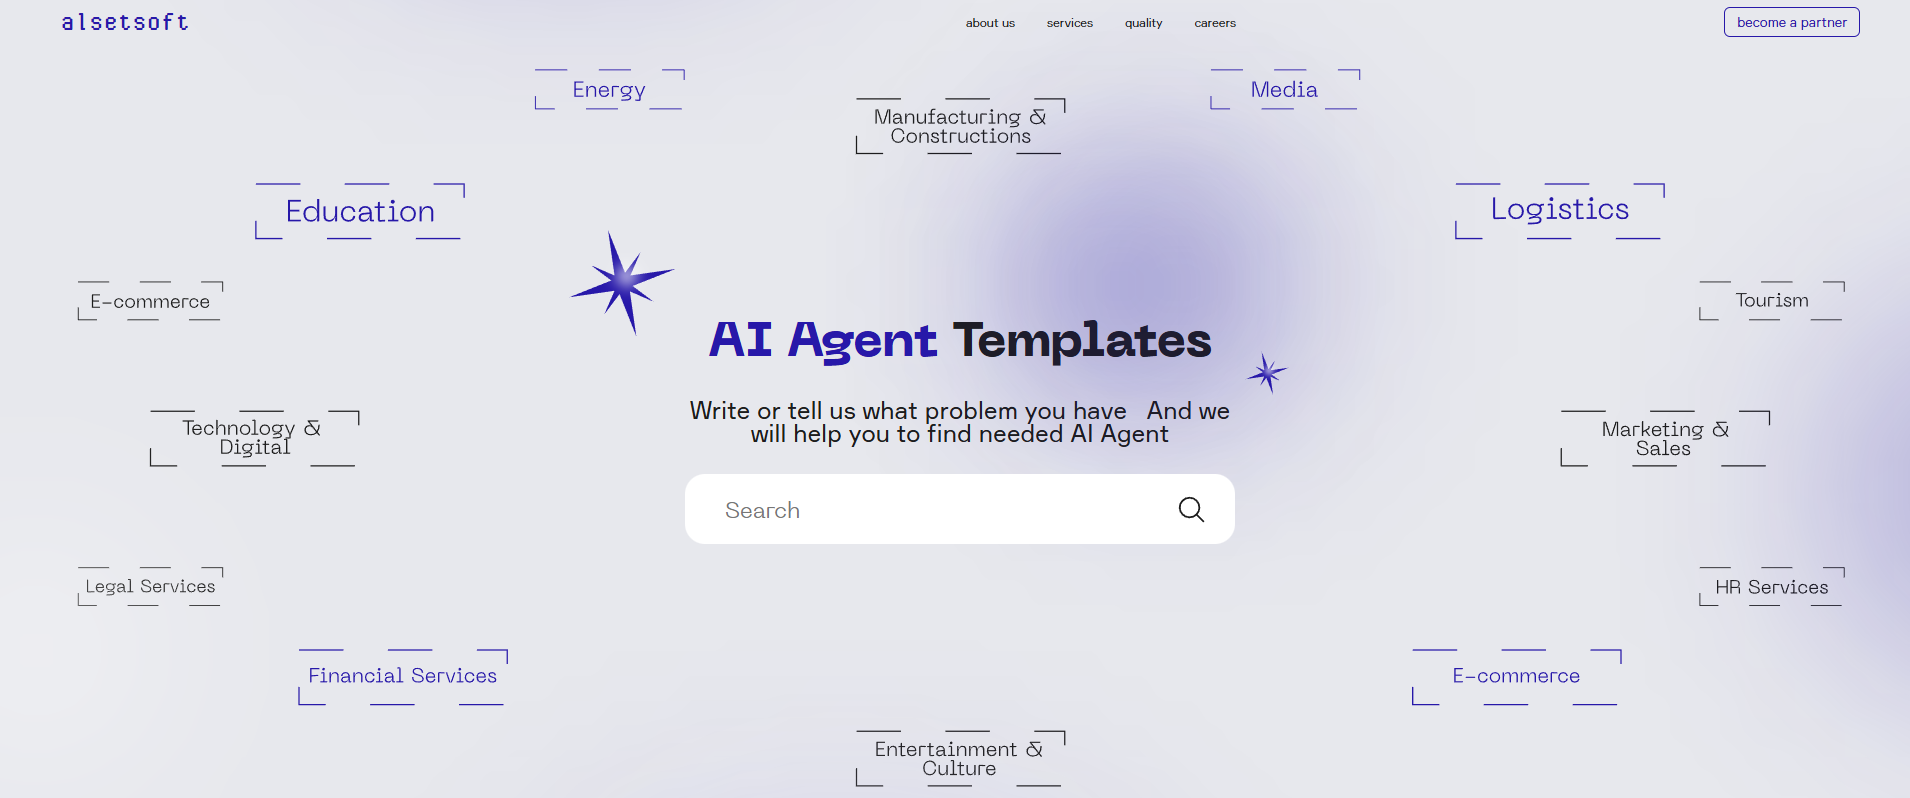 alsetsoft
about us
services
quality
careers
become a partner
Energy
Media
Manufacturing &
Constructions
Education
Logistics
E-commerce
Tourism
AI Agent Templates
Write or tell us what problem you have And we
will help you to find needed AI Agent
Technology &
Digital
Marketing &
Sales
Search
Legal Services
HR Services
Financial Services
E-commerce
Entertainment &
Culture